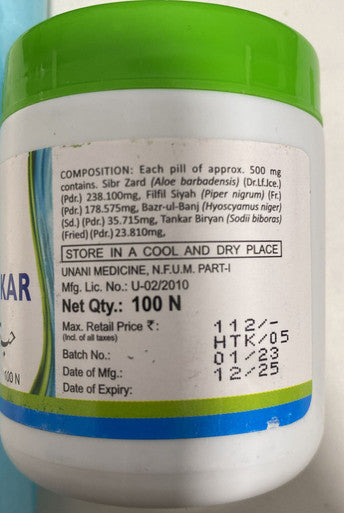 COMPOSITION: Each pill of approx. 500 mg
contains. Sibr Zard (Aloe barbadensis) (Dr.Lf.Jce.)
(Pdr.) 238.100mg, Filfil Siyah (Piper nigrum) (Fr.)
(Pdr.) 178.575mg, Bazr-ul-Banj (Hyoscyamus niger)
(Sd.) (Pdr.) 35.715mg, Tankar Biryan (Sodii biboras)
(Fried) (Pdr.) 23.810mg,
STORE IN A COOL AND DRY PLACE
UNANI MEDICINE, N.F.U.M. PART-I
Mfg. Lic. No.: U-02/2010
Net Qty.: 100 N
Max. Retail Price ₹: 112/-
(Incl. of all taxes)
Batch No.: HTK/05
Date of Mfg.: 01/23
Date of Expiry: 12/25
KAR
100 N